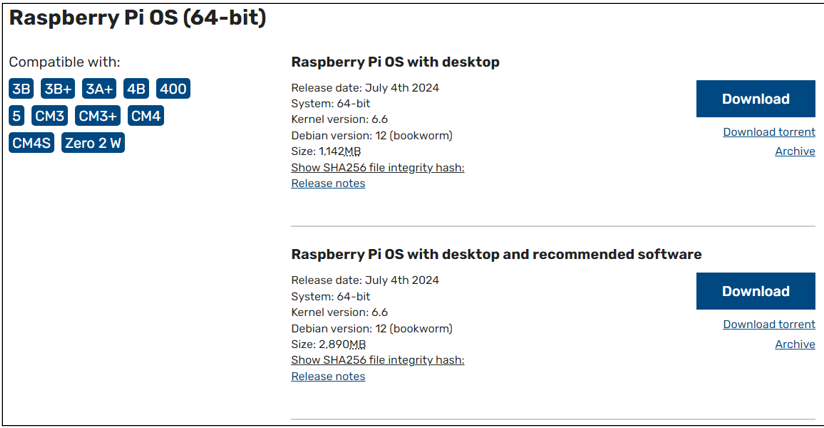 Raspberry Pi OS (64-bit)
Compatible with:
3B 3B+ 3A+ 4B 400
5 CM3 CM3+ CM4
CM4S Zero 2 W
Raspberry Pi OS with desktop
Release date: July 4th 2024
System: 64-bit
Kernel version: 6.6
Debian version: 12 (bookworm)
Size: 1,142MB
Show SHA256 file integrity hash:
Release notes
Download
Download torrent
Archive
Raspberry Pi OS with desktop and recommended software
Release date: July 4th 2024
System: 64-bit
Kernel version: 6.6
Debian version: 12 (bookworm)
Size: 2,890MB
Show SHA256 file integrity hash:
Release notes
Download
Download torrent
Archive